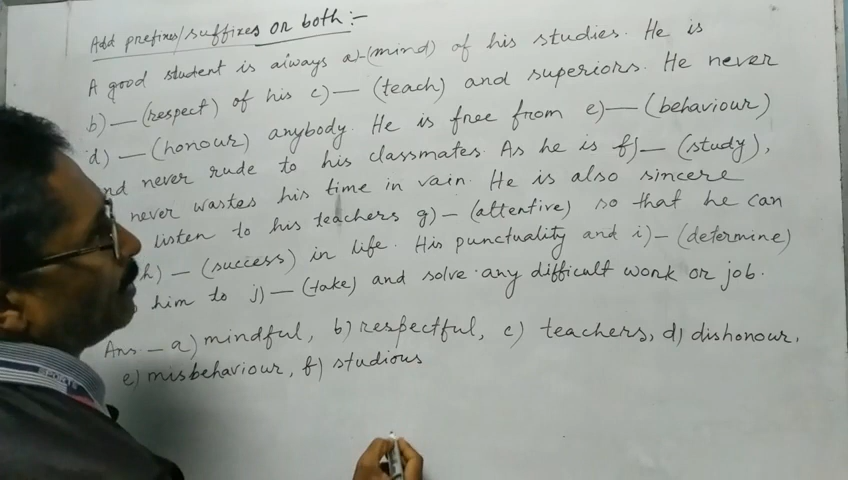 Add prefixes/suffixes or both:-
A good student is always a)-(mind) of his studies. He is
b) — (respect) of his c) — (teach) and superiors. He never
d) — (honour) anybody. He is free from e) — (behaviour)
nd never rude to his classmates. As he is f) — (study),
never wastes his time in vain. He is also sincere
listen to his teachers g) - (attentive) so that he can
h) — (success) in life. His punctuality and i) - (determine)
him to j) — (take) and solve any difficult work or job.
Ans - a) mindful, b) respectful, c) teachers, d) dishonour,
e) misbehaviour, f) studious
SPORTS